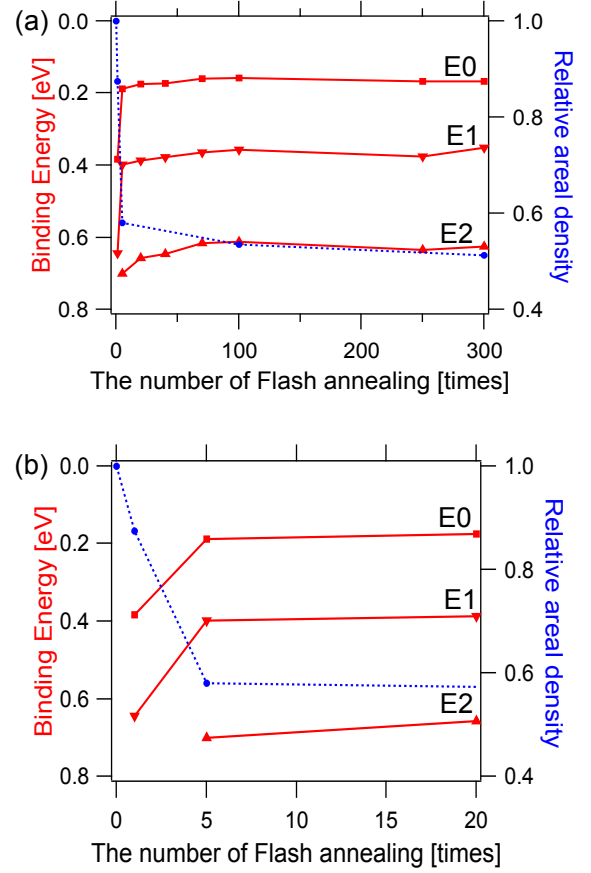 (a)
0.0
0.2
0.4
0.6
0.8
Binding Energy [eV]
E0
E1
E2
1.0
0.8
0.6
0.4
Relative areal density
0
100
200
300
The number of Flash annealing [times]
(b)
0.0
0.2
0.4
0.6
0.8
Binding Energy [eV]
E0
E1
E2
1.0
0.8
0.6
0.4
Relative areal density
0
5
10
15
20
The number of Flash annealing [times]